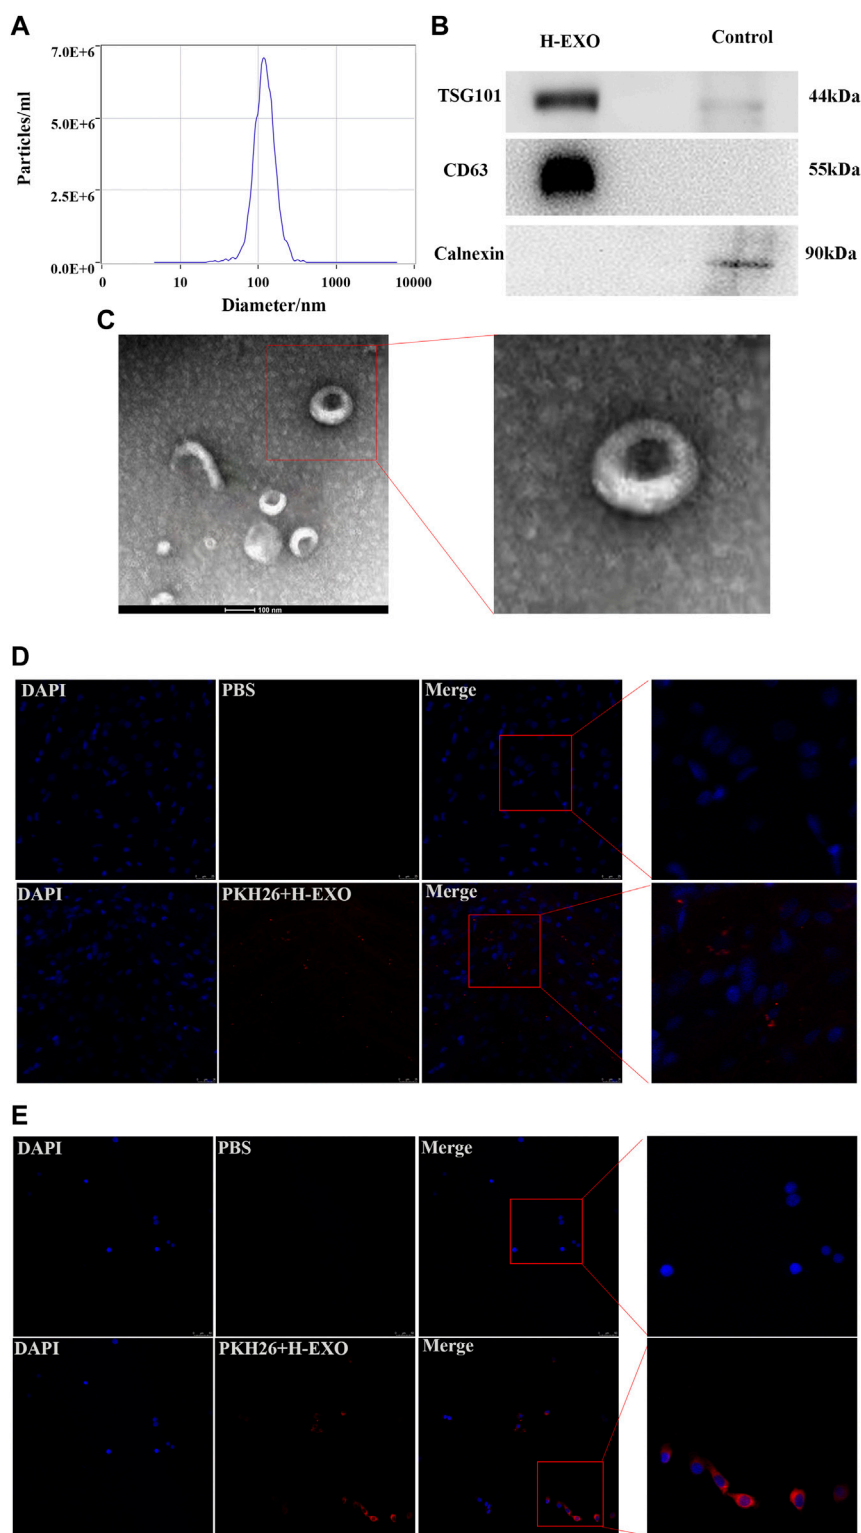 A
7.0E+6
5.0E+6
2.5E+6
0.0E+0
Particles/ml
0 10 100 1000 10000
Diameter/nm
B
H-EXO Control
TSG101 44kDa
CD63 55kDa
Calnexin 90kDa
C
100 nm
D
DAPI PBS Merge
DAPI PKH26+H-EXO Merge
E
DAPI PBS Merge
DAPI PKH26+H-EXO Merge